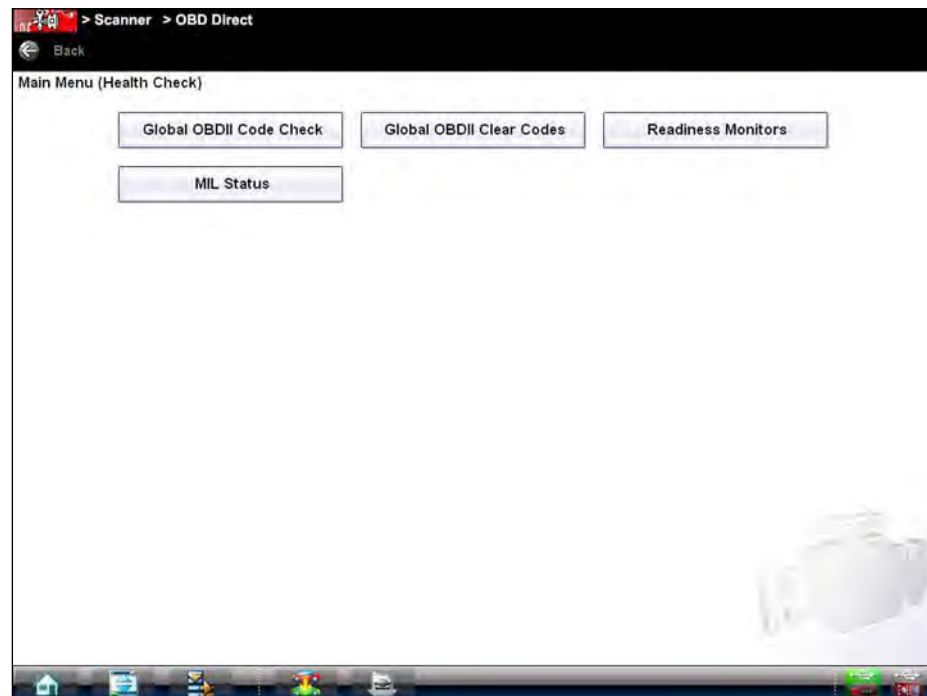 > Scanner > OBD Direct
Back
Main Menu (Health Check)
Global OBDII Code Check Global OBDII Clear Codes Readiness Monitors
MIL Status